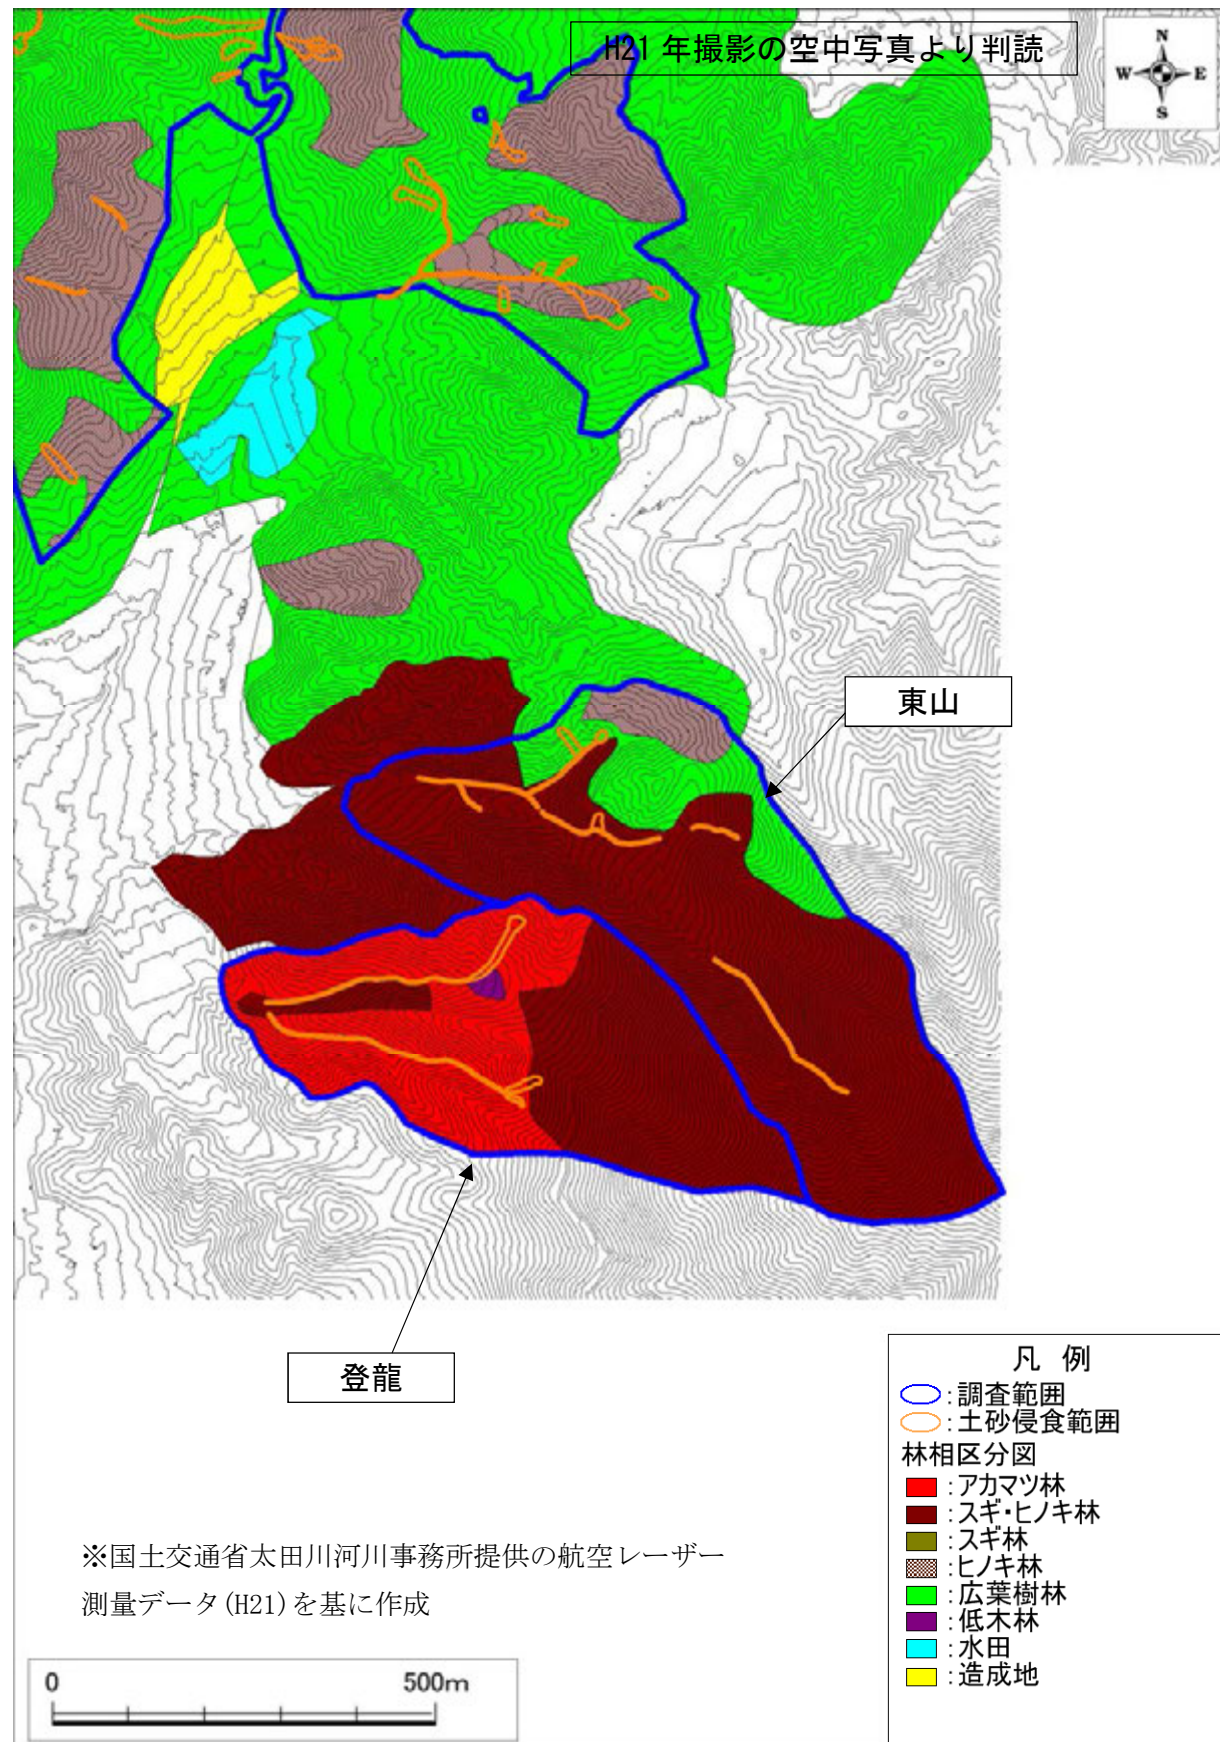 H21 年撮影の空中写真より判読
N
W E
S
東山
登龍
凡 例
:調査範囲
:土砂侵食範囲
林相区分図
:アカマツ林
:スギ・ヒノキ林
:スギ林
:ヒノキ林
:広葉樹林
:低木林
:水田
:造成地
※国土交通省太田川河川事務所提供の航空レーザー
測量データ(H21)を基に作成
0 500m